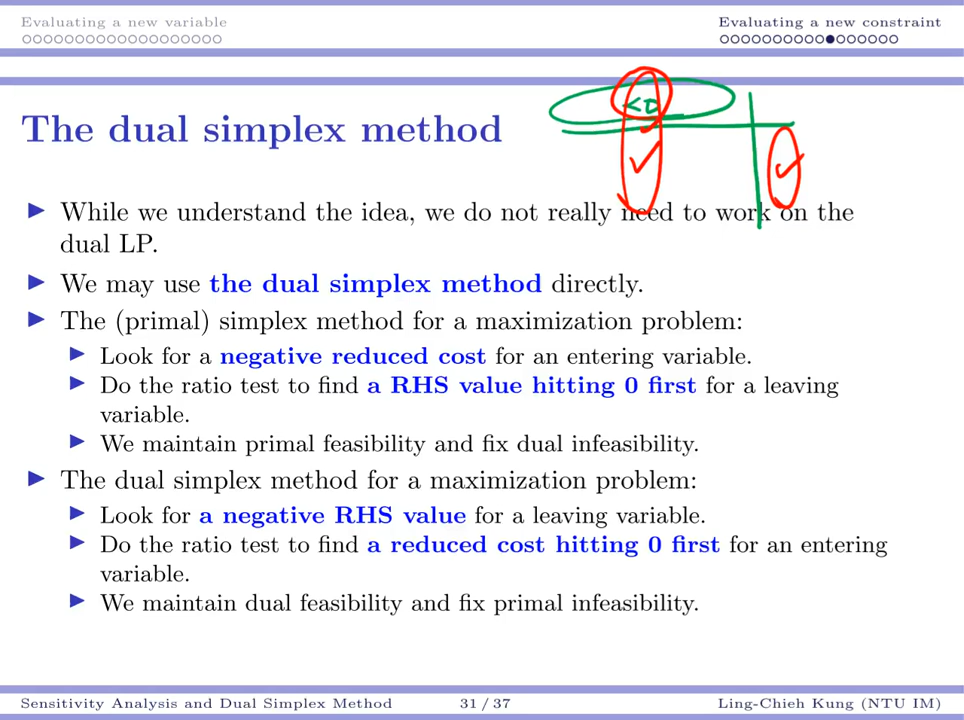 Evaluating a new variable
Evaluating a new constraint
<0
The dual simplex method
While we understand the idea, we do not really need to work on the
dual LP.
We may use the dual simplex method directly.
The (primal) simplex method for a maximization problem:
Look for a negative reduced cost for an entering variable.
Do the ratio test to find a RHS value hitting 0 first for a leaving
variable.
We maintain primal feasibility and fix dual infeasibility.
The dual simplex method for a maximization problem:
Look for a negative RHS value for a leaving variable.
Do the ratio test to find a reduced cost hitting 0 first for an entering
variable.
We maintain dual feasibility and fix primal infeasibility.
Sensitivity Analysis and Dual Simplex Method
31 / 37
Ling-Chieh Kung (NTU IM)